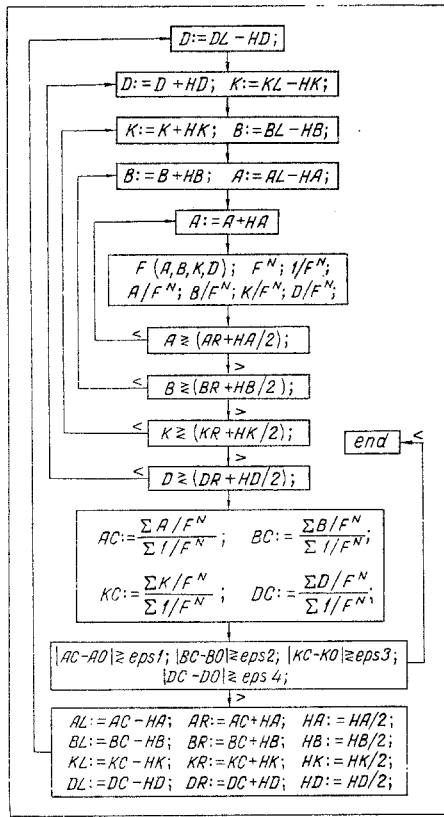 D:=DL-HD;
D:=D+HD; K:=KL-HK;
K:=K+HK; B:=BL-HB;
B:=B+HB; A:=AL-HA;
A:=A+HA
F(A,B,K,D); F^N; 1/F^N;
A/F^N; B/F^N; K/F^N; D/F^N;
<
A≷(AR+HA/2);
>
<
B≷(BR+HB/2);
>
<
K≷(KR+HK/2);
>
<
D≷(DR+HD/2);
>
end
<
AC:=ΣA/F^N/Σ1/F^N; BC:=ΣB/F^N/Σ1/F^N;
KC:=ΣK/F^N/Σ1/F^N; DC:=ΣD/F^N/Σ1/F^N;
|AC-AO|≷eps1; |BC-BO|≷eps2; |KC-KO|≷eps3;
|DC-DO|≷eps4;
>
AL:=AC-HA; AR:=AC+HA; HA:=HA/2;
BL:=BC-HB; BR:=BC+HB; HB:=HB/2;
KL:=KC-HK; KR:=KC+HK; HK:=HK/2;
DL:=DC-HD; DR:=DC+HD; HD:=HD/2;